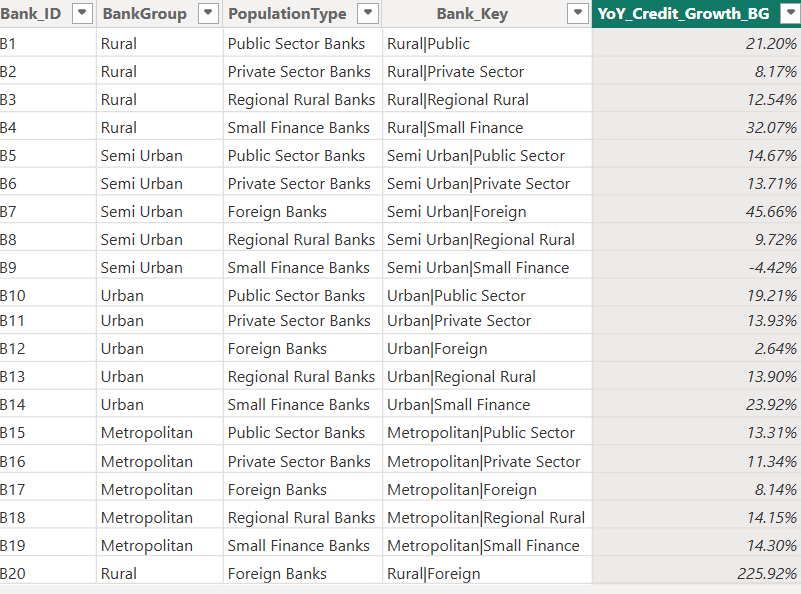 Bank_ID BankGroup PopulationType Bank_Key YoY_Credit_Growth_BG
B1 Rural Public Sector Banks Rural|Public 21.20%
B2 Rural Private Sector Banks Rural|Private Sector 8.17%
B3 Rural Regional Rural Banks Rural|Regional Rural 12.54%
B4 Rural Small Finance Banks Rural|Small Finance 32.07%
B5 Semi Urban Public Sector Banks Semi Urban|Public Sector 14.67%
B6 Semi Urban Private Sector Banks Semi Urban|Private Sector 13.71%
B7 Semi Urban Foreign Banks Semi Urban|Foreign 45.66%
B8 Semi Urban Regional Rural Banks Semi Urban|Regional Rural 9.72%
B9 Semi Urban Small Finance Banks Semi Urban|Small Finance -4.42%
B10 Urban Public Sector Banks Urban|Public Sector 19.21%
B11 Urban Private Sector Banks Urban|Private Sector 13.93%
B12 Urban Foreign Banks Urban|Foreign 2.64%
B13 Urban Regional Rural Banks Urban|Regional Rural 13.90%
B14 Urban Small Finance Banks Urban|Small Finance 23.92%
B15 Metropolitan Public Sector Banks Metropolitan|Public Sector 13.31%
B16 Metropolitan Private Sector Banks Metropolitan|Private Sector 11.34%
B17 Metropolitan Foreign Banks Metropolitan|Foreign 8.14%
B18 Metropolitan Regional Rural Banks Metropolitan|Regional Rural 14.15%
B19 Metropolitan Small Finance Banks Metropolitan|Small Finance 14.30%
B20 Rural Foreign Banks Rural|Foreign 225.92%